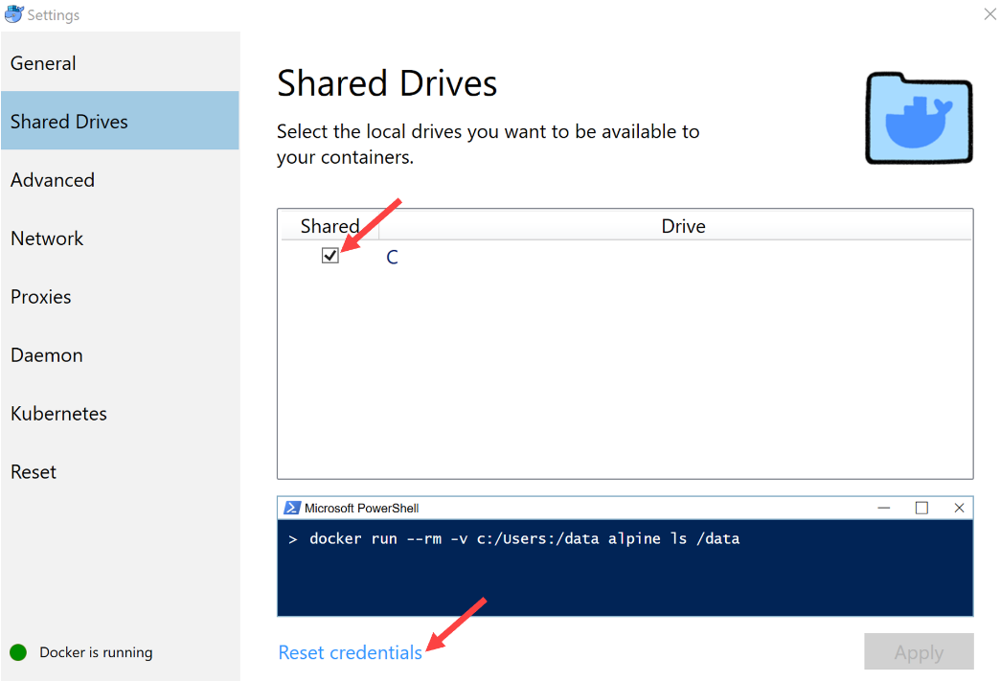 Settings
General
Shared Drives
Advanced
Network
Proxies
Daemon
Kubernetes
Reset
Docker is running
Shared Drives
Select the local drives you want to be available to
your containers.
Shared Drive
C
Microsoft PowerShell
> docker run --rm -v c:/Users:/data alpine ls /data
Reset credentials
Apply